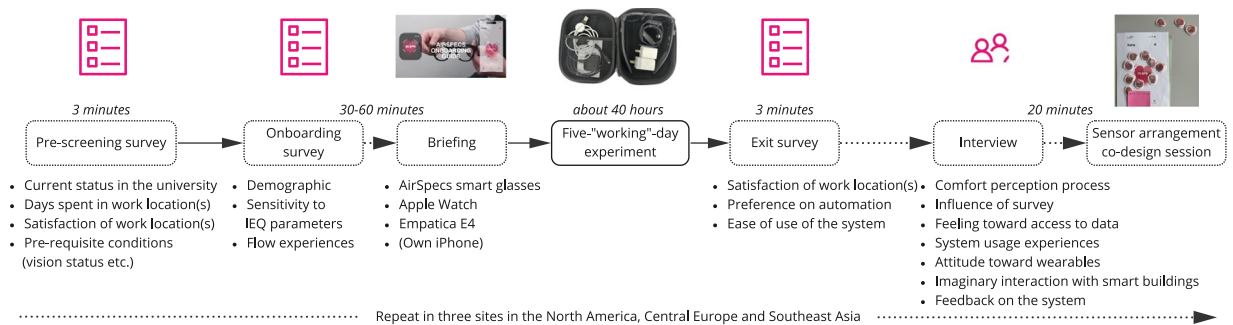 AIRSPECS
ONBOARDING
GUIDE
3 minutes
30-60 minutes
about 40 hours
3 minutes
20 minutes
Pre-screening survey
Onboarding
survey
Briefing
Five-"working"-day
experiment
Exit survey
Interview
Sensor arrangement
co-design session
• Current status in the university
• Days spent in work location(s)
• Satisfaction of work location(s)
• Pre-requisite conditions
(vision status etc.)
• Demographic
• Sensitivity to
IEQ parameters
• Flow experiences
• AirSpecs smart glasses
• Apple Watch
• Empatica E4
• (Own iPhone)
• Satisfaction of work location(s)
• Preference on automation
• Ease of use of the system
• Comfort perception process
• Influence of survey
• Feeling toward access to data
• System usage experiences
• Attitude toward wearables
• Imaginary interaction with smart buildings
• Feedback on the system
Repeat in three sites in the North America, Central Europe and Southeast Asia